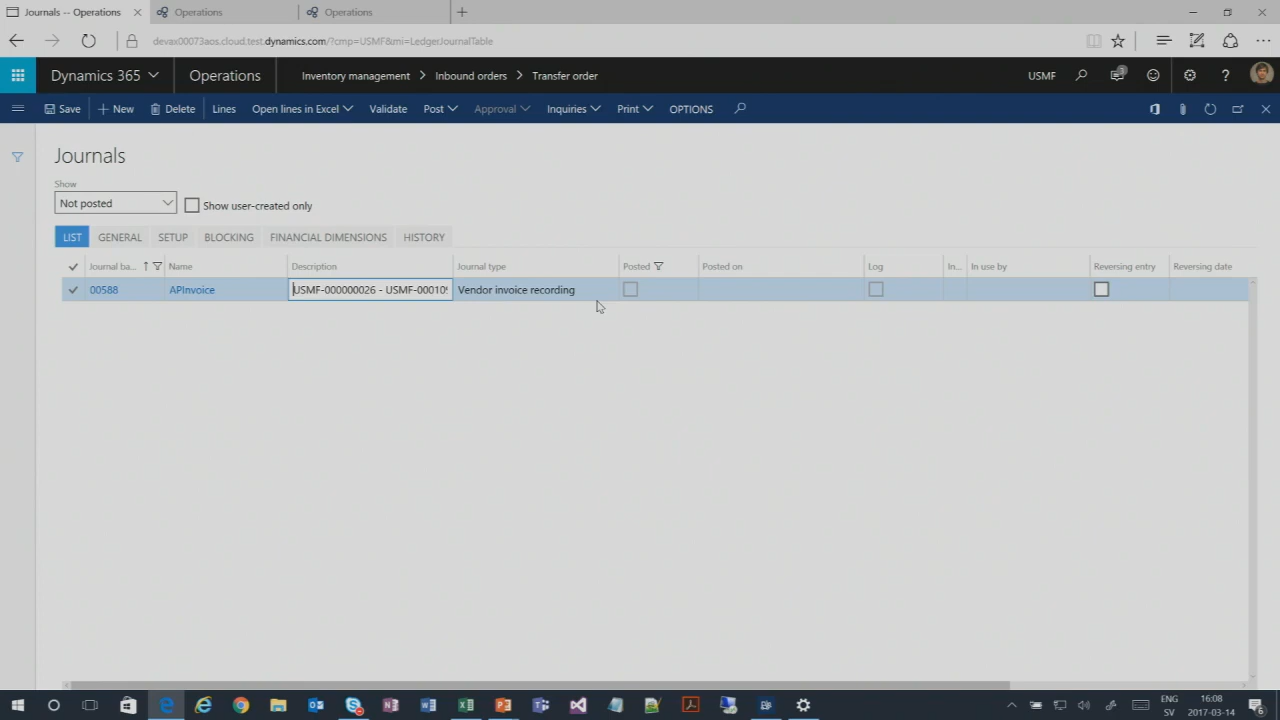 Journals -- Operations
Operations
Operations
devax00073aos.cloud.test.dynamics.com/?cmp=USMF&mi=LedgerJournalTable
Dynamics 365
Operations
Inventory management > Inbound orders > Transfer order
USMF
3
Save
New
Delete
Lines
Open lines in Excel
Validate
Post
Approval
Inquiries
Print
OPTIONS
Journals
Show
Not posted
Show user-created only
LIST GENERAL SETUP BLOCKING FINANCIAL DIMENSIONS HISTORY
Journal ba... Name Description Journal type Posted Posted on Log In... In use by Reversing entry Reversing date
00588 APInvoice USMF-000000026 - USMF-00010 Vendor invoice recording
ENG 16:08
SV 2017-03-14
6